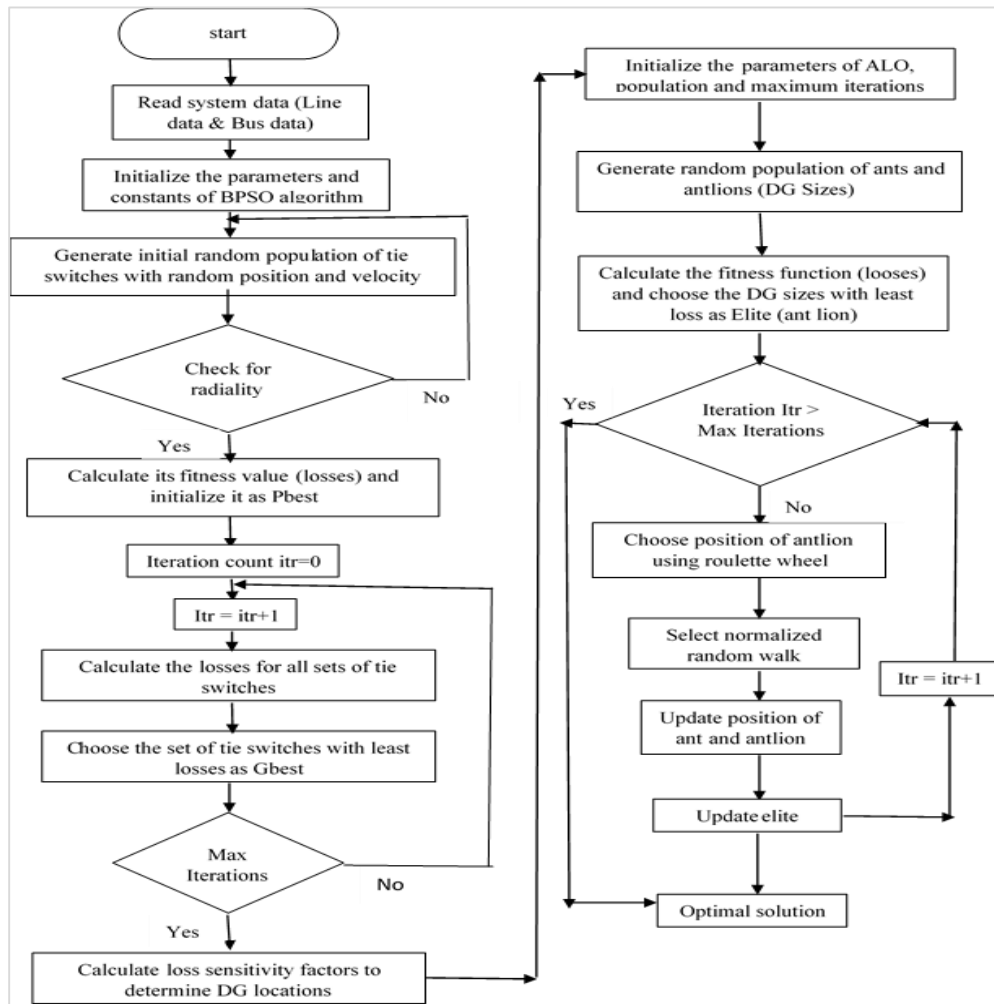 start
Read system data (Line
data & Bus data)
Initialize the parameters and
constants of BPSO algorithm
Generate initial random population of tie
switches with random position and velocity
Check for
radiality
No
Yes
Calculate its fitness value (losses) and
initialize it as Pbest
Iteration count itr=0
Itr = itr+1
Calculate the losses for all sets of tie
switches
Choose the set of tie switches with least
losses as Gbest
Max
Iterations
No
Yes
Calculate loss sensitivity factors to
determine DG locations
Initialize the parameters of ALO,
population and maximum iterations
Generate random population of ants and
antlions (DG Sizes)
Calculate the fitness function (looses)
and choose the DG sizes with least
loss as Elite (ant lion)
Yes
Iteration Itr >
Max Iterations
No
Choose position of antlion
using roulette wheel
Select normalized
random walk
Itr = itr+1
Update position of
ant and antlion
Update elite
Optimal solution